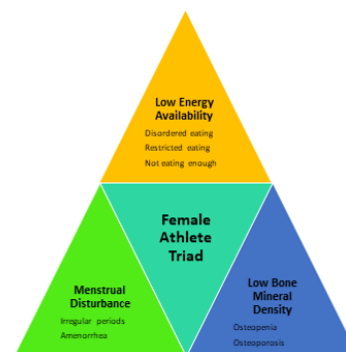 Low Energy
Availability
Disordered eating
Restricted eating
Not eating enough
Female
Athlete
Triad
Menstrual
Disturbance
Irregular periods
Amenorrhea
Low Bone
Mineral
Density
Osteopenia
Osteoporosis